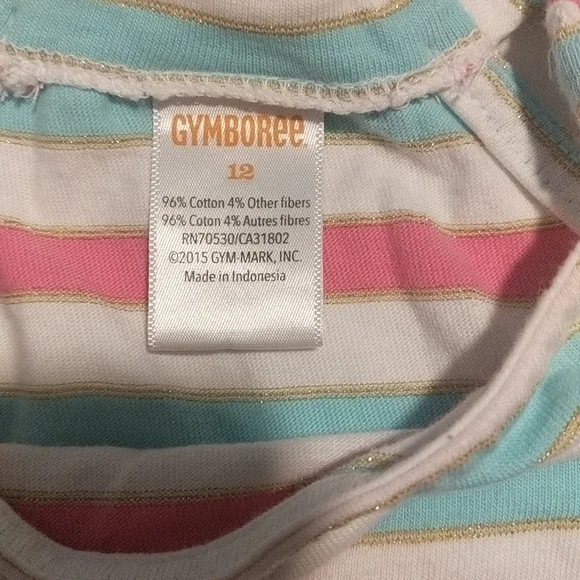 GYMBORee
12
96% Cotton 4% Other fibers
96% Coton 4% Autres fibres
RN70530/CA31802
©2015 GYM-MARK, INC.
Made in Indonesia